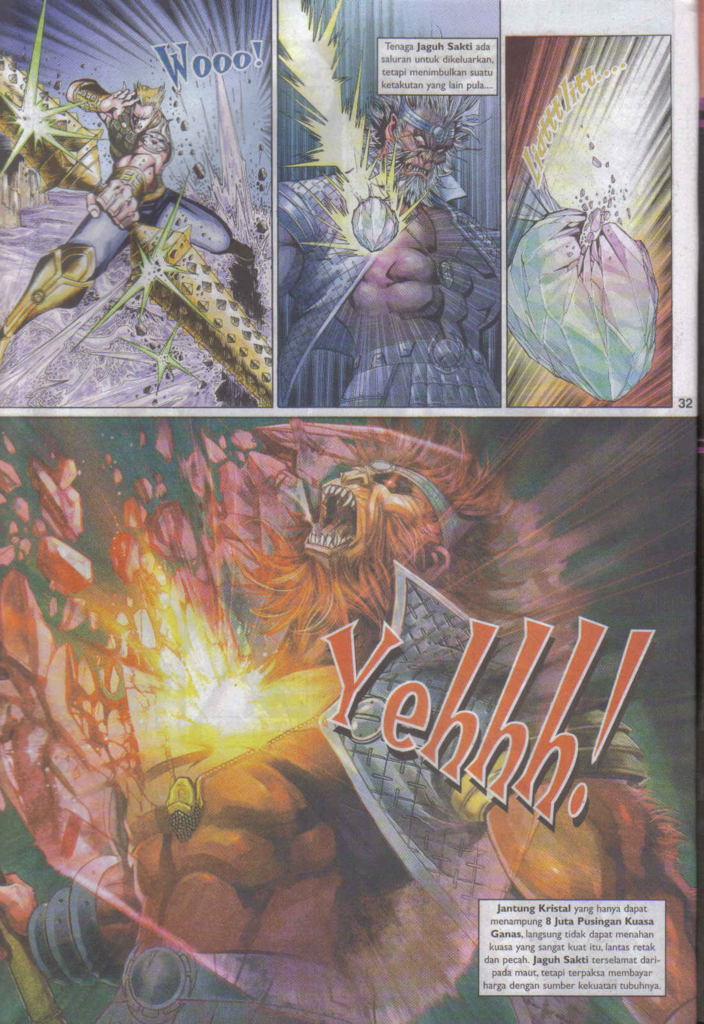 Wooo!
Tenaga Jaguh Sakti ada
saluran untuk dikeluarkan,
tetapi menimbulkan suatu
ketakutan yang lain pula....
32
Yehhh!
Jantung Kristal yang hanya dapat
menampung 8 Juta Pusingan Kuasa
Ganas, langsung tidak dapat menahan
kuasa yang sangat kuat itu, lantas retak
dan pecah. Jaguh Sakti terselamat dari-
pada maut, tetapi terpaksa membayar
harga dengan sumber kekuatan tubuhnya.